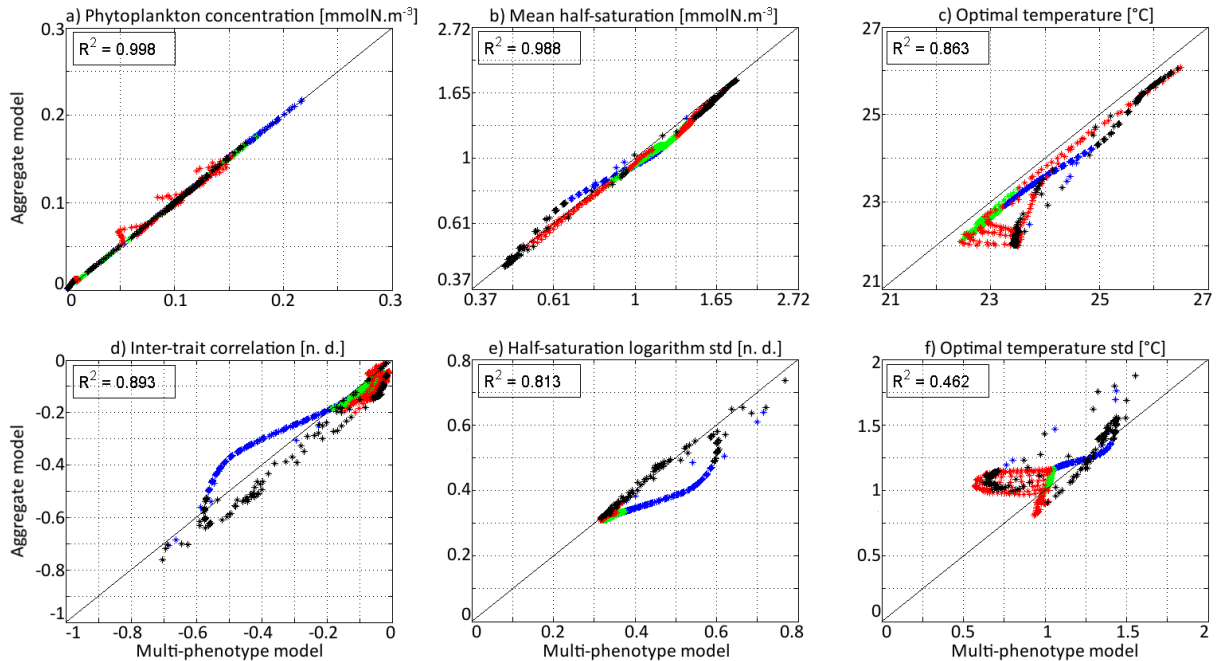 a) Phytoplankton concentration [mmolN.m-3]
R2 = 0.998
Aggregate model
0.3
0.2
0.1
0
0 0.1 0.2 0.3
b) Mean half-saturation [mmolN.m-3]
R2 = 0.988
2.72
1.65
1
0.61
0.37
0.37 0.61 1 1.65 2.72
c) Optimal temperature [°C]
R2 = 0.863
27
25
23
21
21 23 25 27
d) Inter-trait correlation [n. d.]
R2 = 0.893
Aggregate model
0
-0.2
-0.4
-0.6
-0.8
-1
-1 -0.8 -0.6 -0.4 -0.2 0
Multi-phenotype model
e) Half-saturation logarithm std [n. d.]
R2 = 0.813
0.8
0.6
0.4
0.2
0
0 0.2 0.4 0.6 0.8
Multi-phenotype model
f) Optimal temperature std [°C]
R2 = 0.462
2
1.5
1
0.5
0
0 0.5 1 1.5 2
Multi-phenotype model